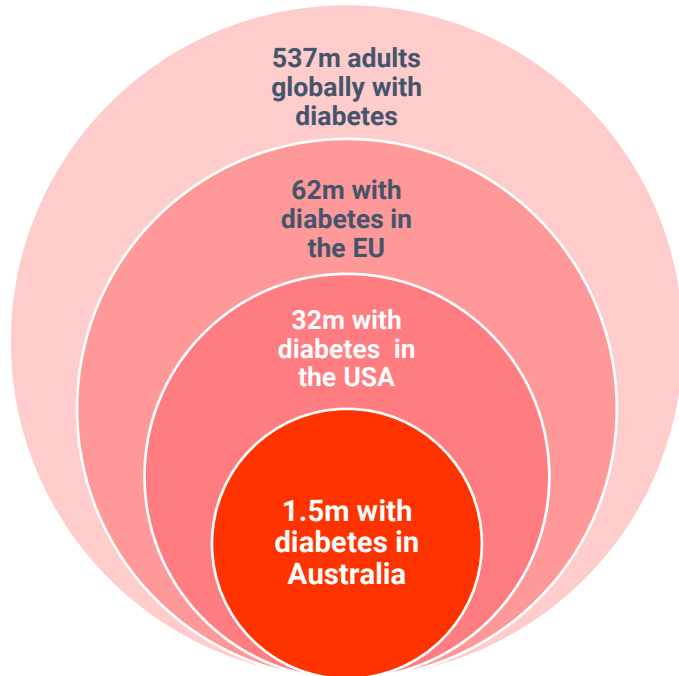 537m adults
globally with
diabetes
62m with
diabetes in
the EU
32m with
diabetes  in
the USA
1.5m with
diabetes in
Australia